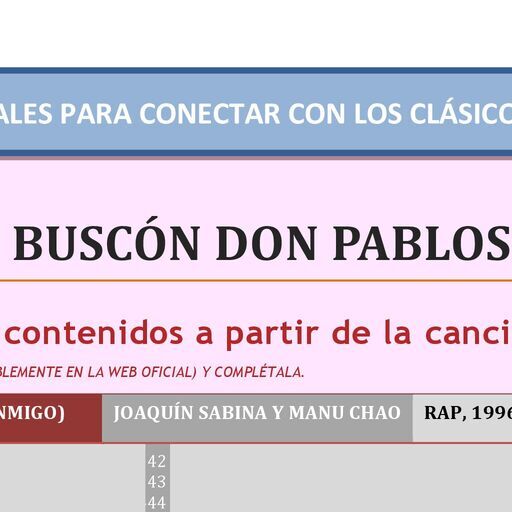 ALES PARA CONECTAR CON LOS CLÁSICO
BUSCÓN DON PABLOS
contenidos a partir de la canci
BLEMENTE EN LA WEB OFICIAL) Y COMPLÉTALA.
NMIGO) JOAQUÍN SABINA Y MANU CHAO RAP, 1996
42
43
44